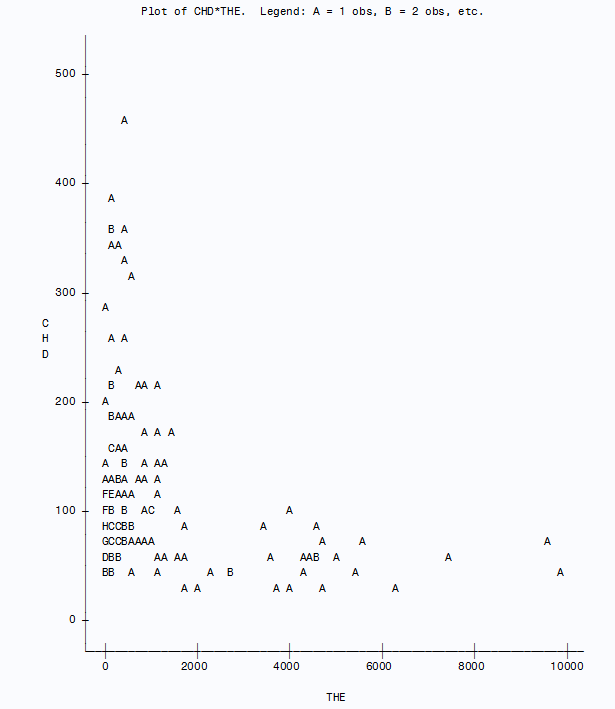 Plot of CHD*THE.  Legend: A = 1 obs, B = 2 obs, etc.
500
A
400
A
B A
AA
A
A
300
A
C
H
A A
D
A
B AA A
200
A
BAAA
A A A
CAA
A B A AA
AABA AA A
FEAAA A
100
FB B AC A A
HCCBB A A A
GCCBAAAA A A A
DBB AA AA A AAB A A
BB A A A B A A A
A A A A A A
0
0 2000 4000 6000 8000 10000
THE